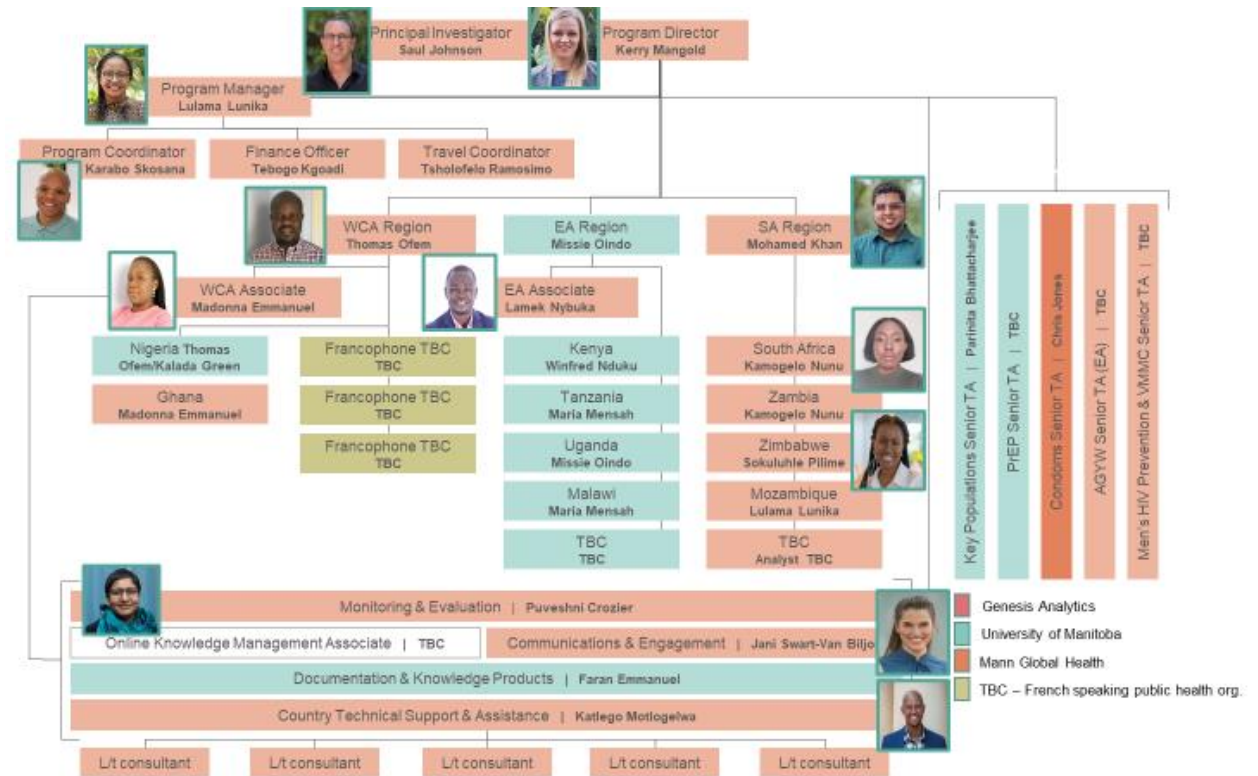 Principal Investigator
Saul Johnson
Program Director
Kerry Mangold
Program Manager
Lulama Lunika
Program Coordinator
Karabo Skosana
Finance Officer
Tebogo Kgoadi
Travel Coordinator
Tsholofelo Ramosimo
WCA Region
Thomas Ofem
EA Region
Missie Oindo
SA Region
Mohamed Khan
WCA Associate
Madonna Emmanuel
EA Associate
Lamek Nybuka
Nigeria Thomas
Ofem/Kalada Green
Ghana
Madonna Emmanuel
Francophone TBC
TBC
Francophone TBC
TBC
Francophone TBC
TBC
Kenya
Winfred Nduku
Tanzania
Maria Mensah
Uganda
Missie Oindo
Malawi
Maria Mensah
TBC
TBC
South Africa
Kamogelo Nunu
Zambia
Kamogelo Nunu
Zimbabwe
Sokuluhle Pilime
Mozambique
Lulama Lunika
TBC
Analyst TBC
Key Populations Senior TA | Parinita Bhattacharjee
PrEP Senior TA | TBC
Condoms Senior TA | Chris Jones
AGYW Senior TA (EA) | TBC
Men's HIV Prevention & VMMC Senior TA | TBC
Monitoring & Evaluation | Puveshni Crozier
Online Knowledge Management Associate | TBC
Communications & Engagement | Jani Swart-Van Biljo
Documentation & Knowledge Products | Faran Emmanuel
Country Technical Support & Assistance | Katlego Motlogelwa
L/t consultant
L/t consultant
L/t consultant
L/t consultant
L/t consultant
Genesis Analytics
University of Manitoba
Mann Global Health
TBC – French speaking public health org.